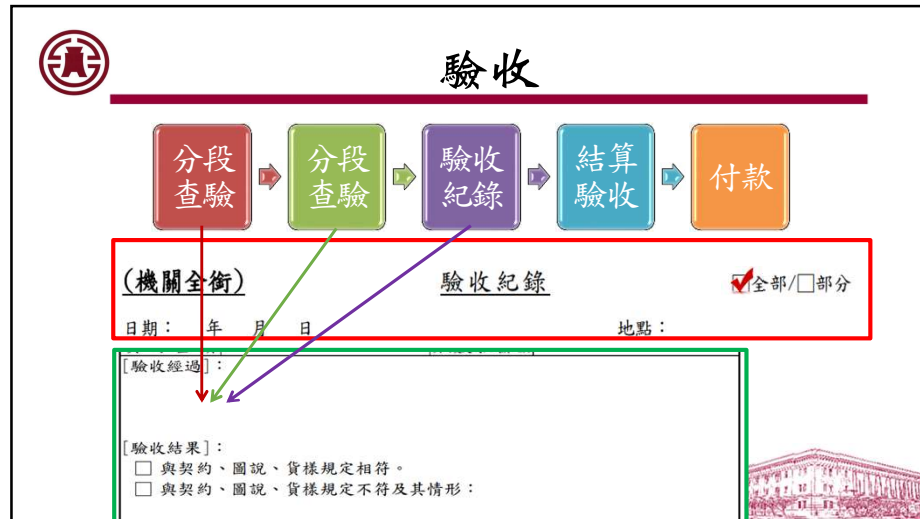 驗收
分段
查驗
分段
查驗
驗收
紀錄
結算
驗收
付款
(機關全銜) 驗收紀錄 全部/□部分
日期： 年 月 日 地點：
[驗收經過]：
[驗收結果]：
□ 與契約、圖說、貨樣規定相符。
□ 與契約、圖說、貨樣規定不符及其情形：